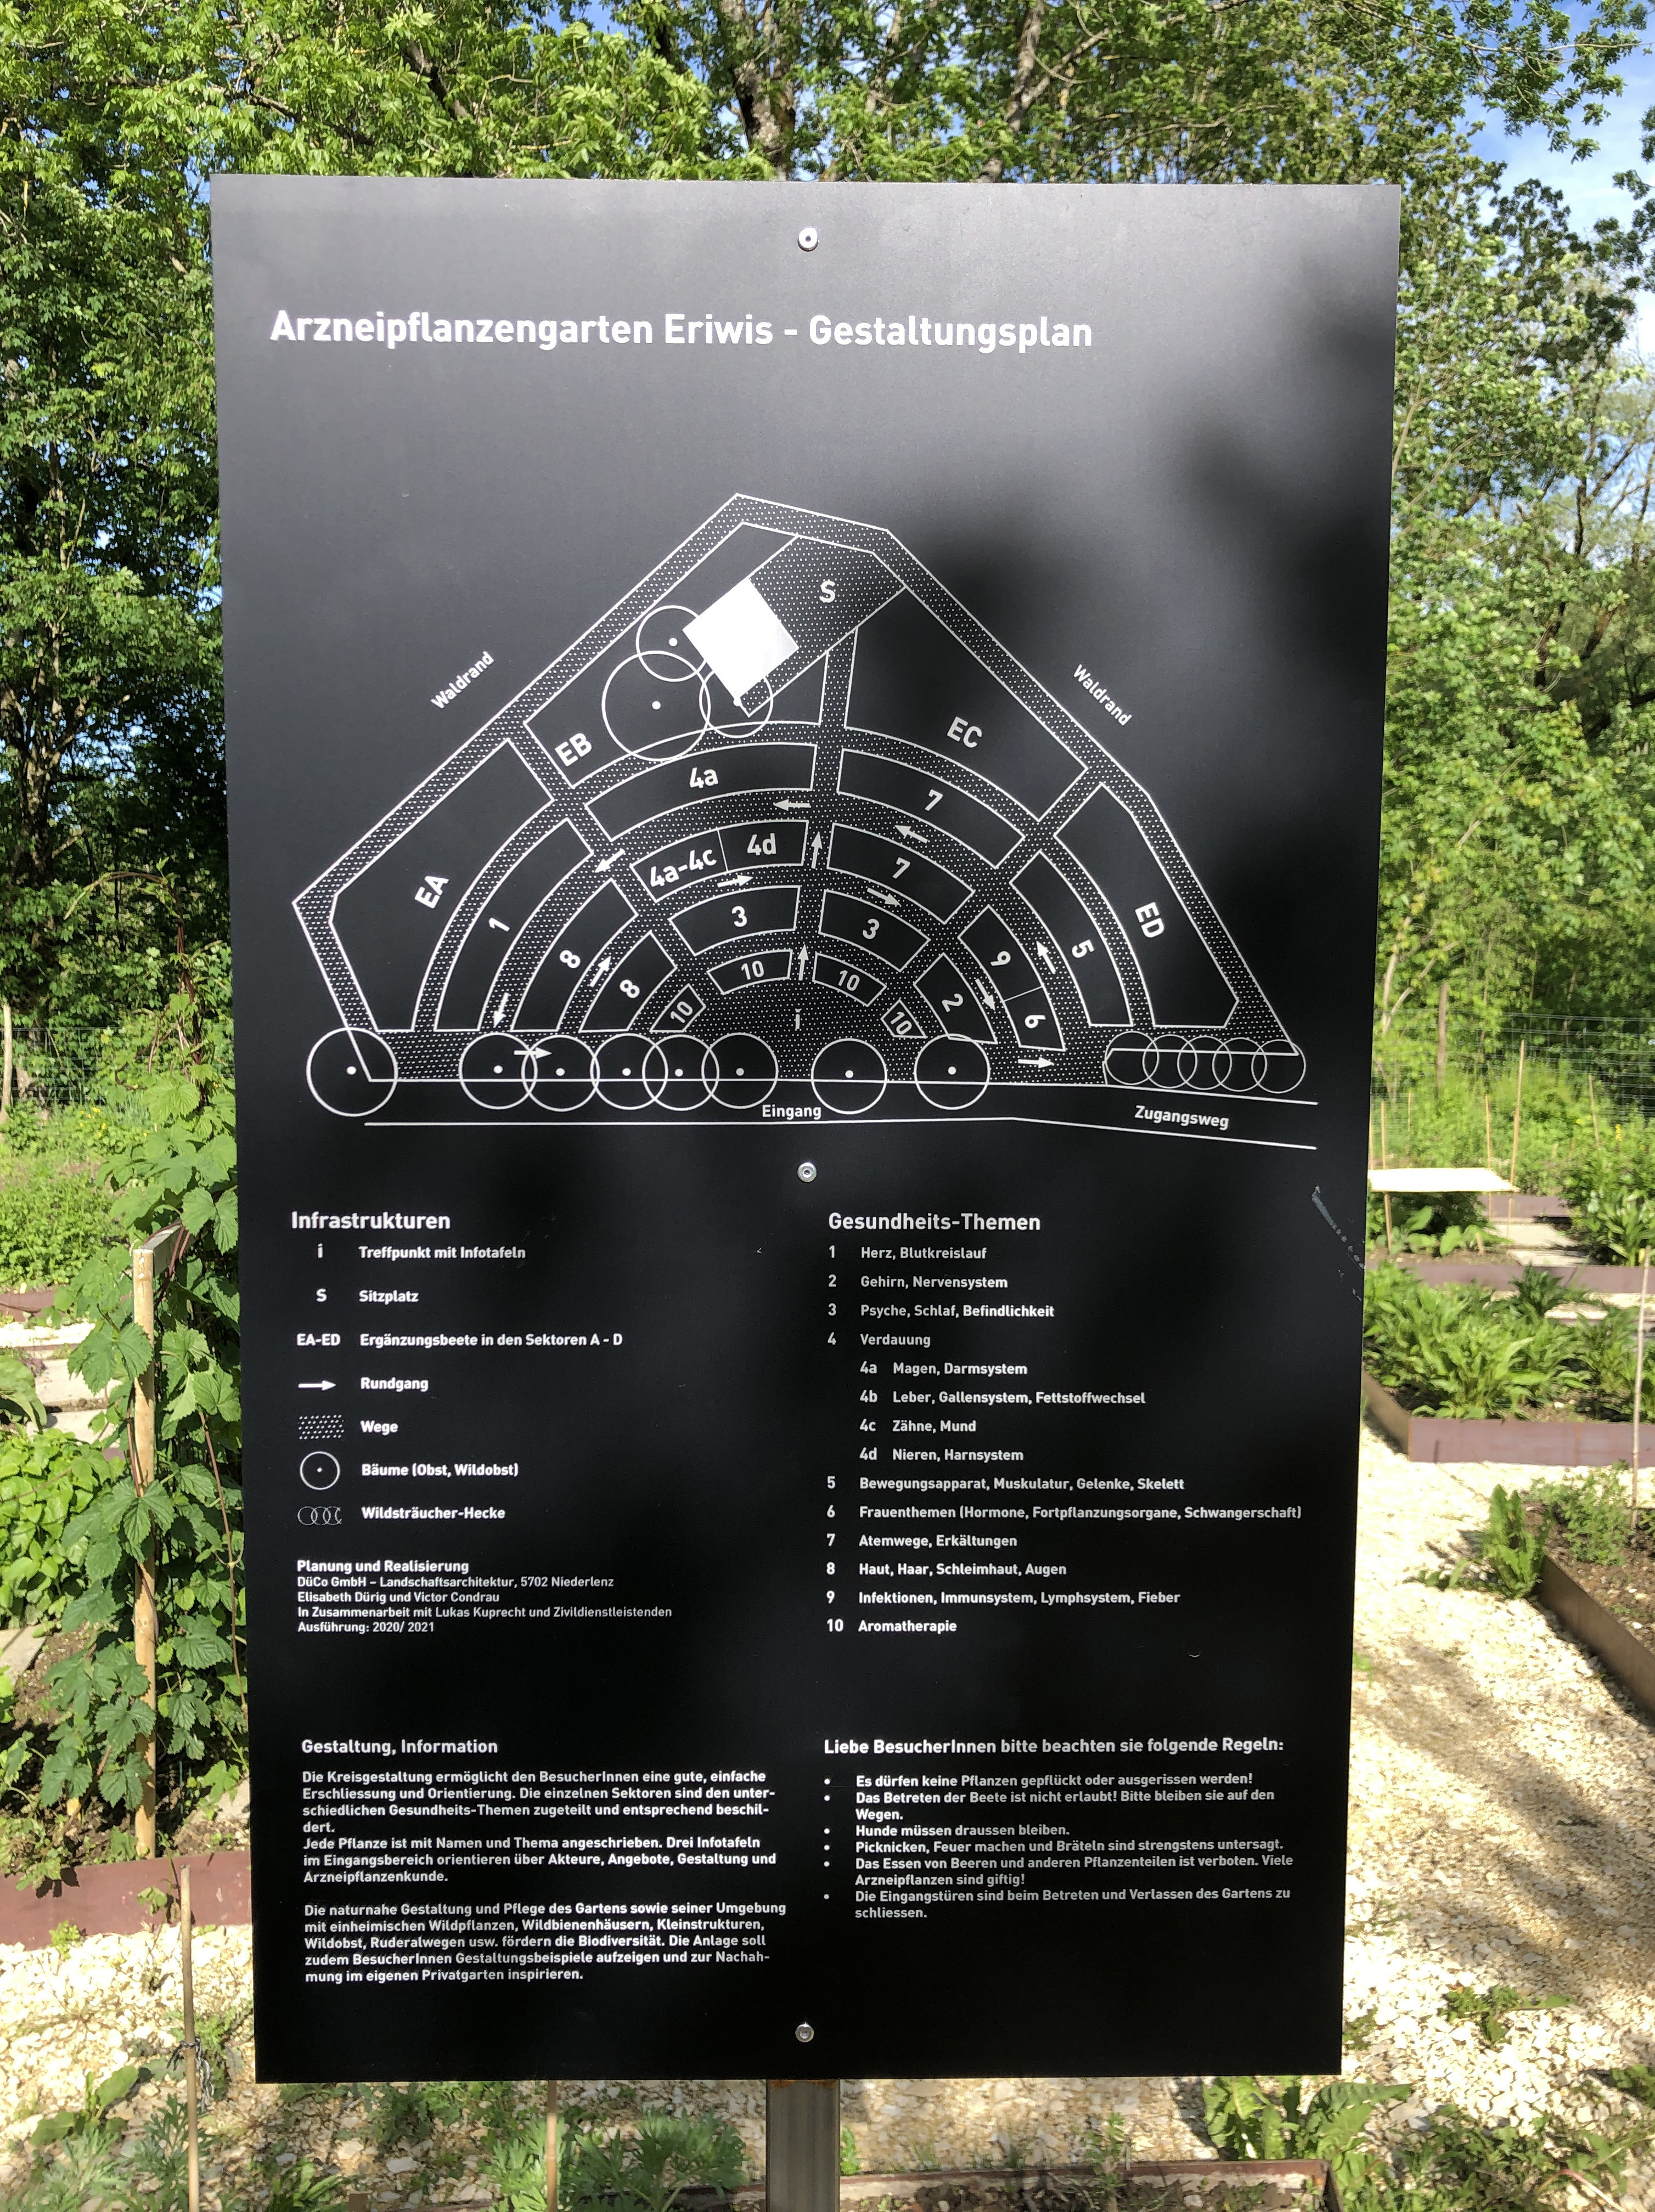 Arzneipflanzengarten Eriwis - Gestaltungsplan
S
Waldrand
Waldrand
EB
EC
4a
7
4a-4c
4d
7
EA
1
3
3
ED
8
9
5
8
10
10
2
10
i
10
6
Eingang
Zugangsweg
Infrastrukturen
i Treffpunkt mit Infotafeln
S Sitzplatz
EA-ED Ergänzungsbeete in den Sektoren A - D
Rundgang
Wege
Bäume (Obst, Wildobst)
Wildsträucher-Hecke
Planung und Realisierung
DüCo GmbH – Landschaftsarchitektur, 5702 Niederlenz
Elisabeth Dürig und Victor Condrau
In Zusammenarbeit mit Lukas Kuprecht und Zivildienstleistenden
Ausführung: 2020/ 2021
Gesundheits-Themen
1 Herz, Blutkreislauf
2 Gehirn, Nervensystem
3 Psyche, Schlaf, Befindlichkeit
4 Verdauung
4a Magen, Darmsystem
4b Leber, Gallensystem, Fettstoffwechsel
4c Zähne, Mund
4d Nieren, Harnsystem
5 Bewegungsapparat, Muskulatur, Gelenke, Skelett
6 Frauenthemen (Hormone, Fortpflanzungsorgane, Schwangerschaft)
7 Atemwege, Erkältungen
8 Haut, Haar, Schleimhaut, Augen
9 Infektionen, Immunsystem, Lymphsystem, Fieber
10 Aromatherapie
Gestaltung, Information
Die Kreisgestaltung ermöglicht den BesucherInnen eine gute, einfache
Erschliessung und Orientierung. Die einzelnen Sektoren sind den unter-
schiedlichen Gesundheits-Themen zugeteilt und entsprechend beschil-
dert.
Jede Pflanze ist mit Namen und Thema angeschrieben. Drei Infotafeln
im Eingangsbereich orientieren über Akteure, Angebote, Gestaltung und
Arzneipflanzenkunde.
Die naturnahe Gestaltung und Pflege des Gartens sowie seiner Umgebung
mit einheimischen Wildpflanzen, Wildbienenhäusern, Kleinstrukturen,
Wildobst, Ruderalwegen usw. fördern die Biodiversität. Die Anlage soll
zudem BesucherInnen Gestaltungsbeispiele aufzeigen und zur Nachah-
mung im eigenen Privatgarten inspirieren.
Liebe BesucherInnen bitte beachten sie folgende Regeln:
• Es dürfen keine Pflanzen gepflückt oder ausgerissen werden!
• Das Betreten der Beete ist nicht erlaubt! Bitte bleiben sie auf den
Wegen.
• Hunde müssen draussen bleiben.
• Picknicken, Feuer machen und Bräteln sind strengstens untersagt.
• Das Essen von Beeren und anderen Pflanzenteilen ist verboten. Viele
Arzneipflanzen sind giftig!
• Die Eingangstüren sind beim Betreten und Verlassen des Gartens zu
schliessen.